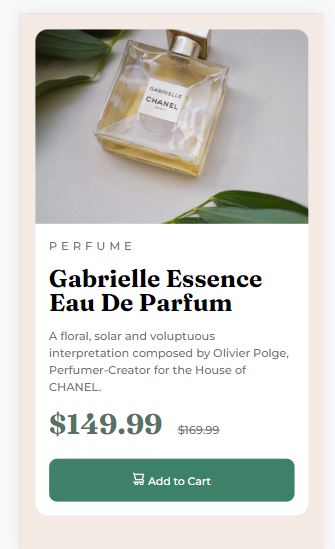 GABRIELLE
CHANEL
PARIS
PERFUME
Gabrielle Essence
Eau De Parfum
A floral, solar and voluptuous
interpretation composed by Olivier Polge,
Perfumer-Creator for the House of
CHANEL.
$149.99 $169.99
Add to Cart